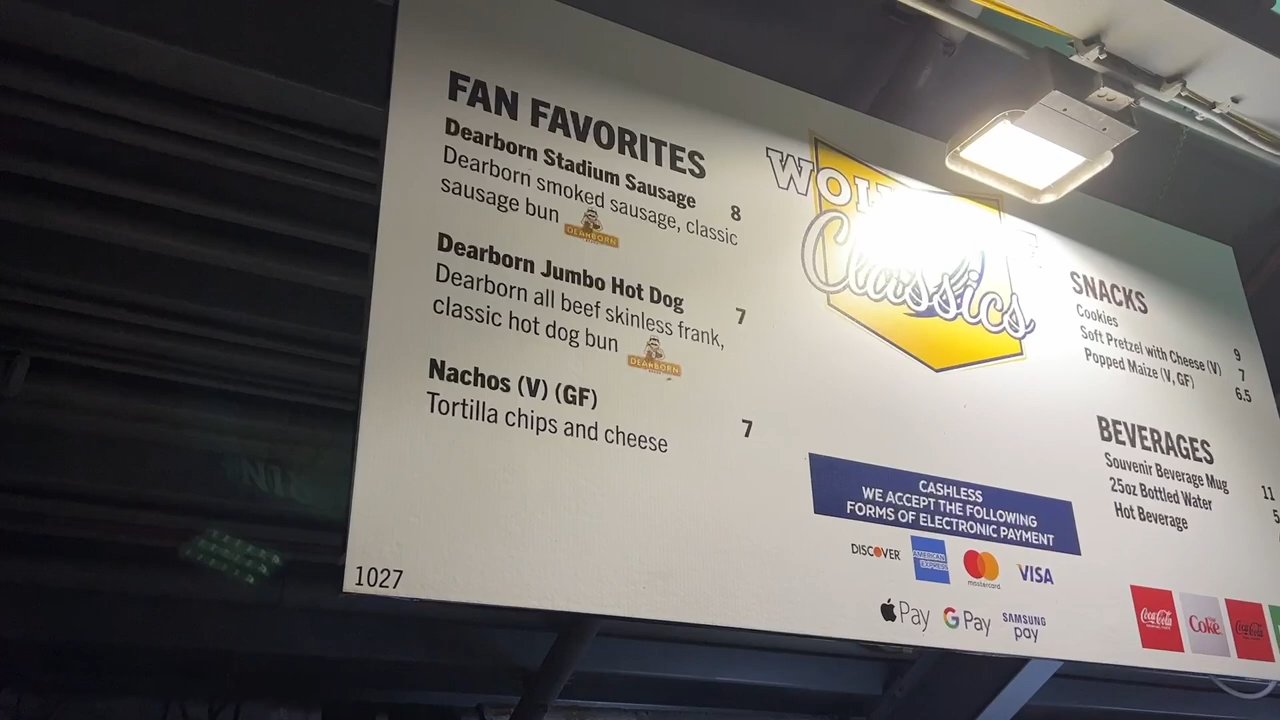 FAN FAVORITES
Dearborn Stadium Sausage 8
Dearborn smoked sausage, classic
sausage bun
DEARBORN
Dearborn Jumbo Hot Dog 7
Dearborn all beef skinless frank,
classic hot dog bun
DEARBORN
Nachos (V) (GF) 7
Tortilla chips and cheese
1027
Classics
CASHLESS
WE ACCEPT THE FOLLOWING
FORMS OF ELECTRONIC PAYMENT
DISCOVER AMERICAN EXPRESS mastercard VISA
Pay G Pay SAMSUNG pay
SNACKS
Cookies 9
Soft Pretzel with Cheese (V) 7
Popped Maize (V, GF) 6.5
BEVERAGES
Souvenir Beverage Mug 11
25oz Bottled Water 5
Hot Beverage
Coca-Cola Coke Coca-Cola